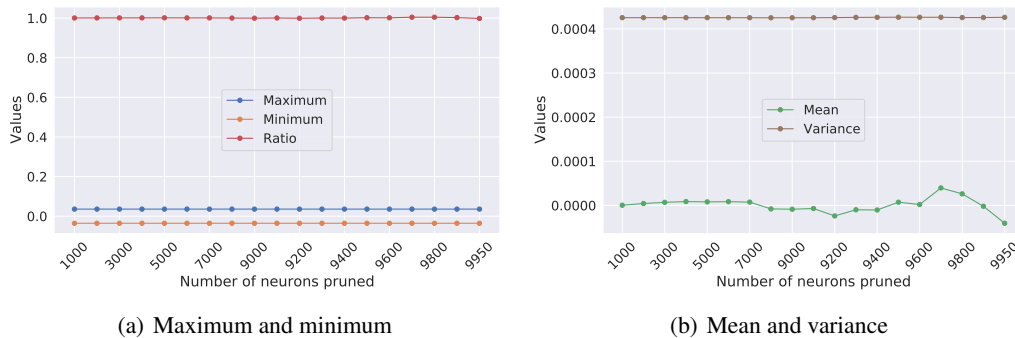 1.0
0.8
0.6
0.4
0.2
0.0
Values
Maximum
Minimum
Ratio
1000
3000
5000
7000
9000
9200
9400
9600
9800
9950
Number of neurons pruned
(a) Maximum and minimum
0.0004
0.0003
0.0002
0.0001
0.0000
Values
Mean
Variance
1000
3000
5000
7000
9000
9200
9400
9600
9800
9950
Number of neurons pruned
(b) Mean and variance